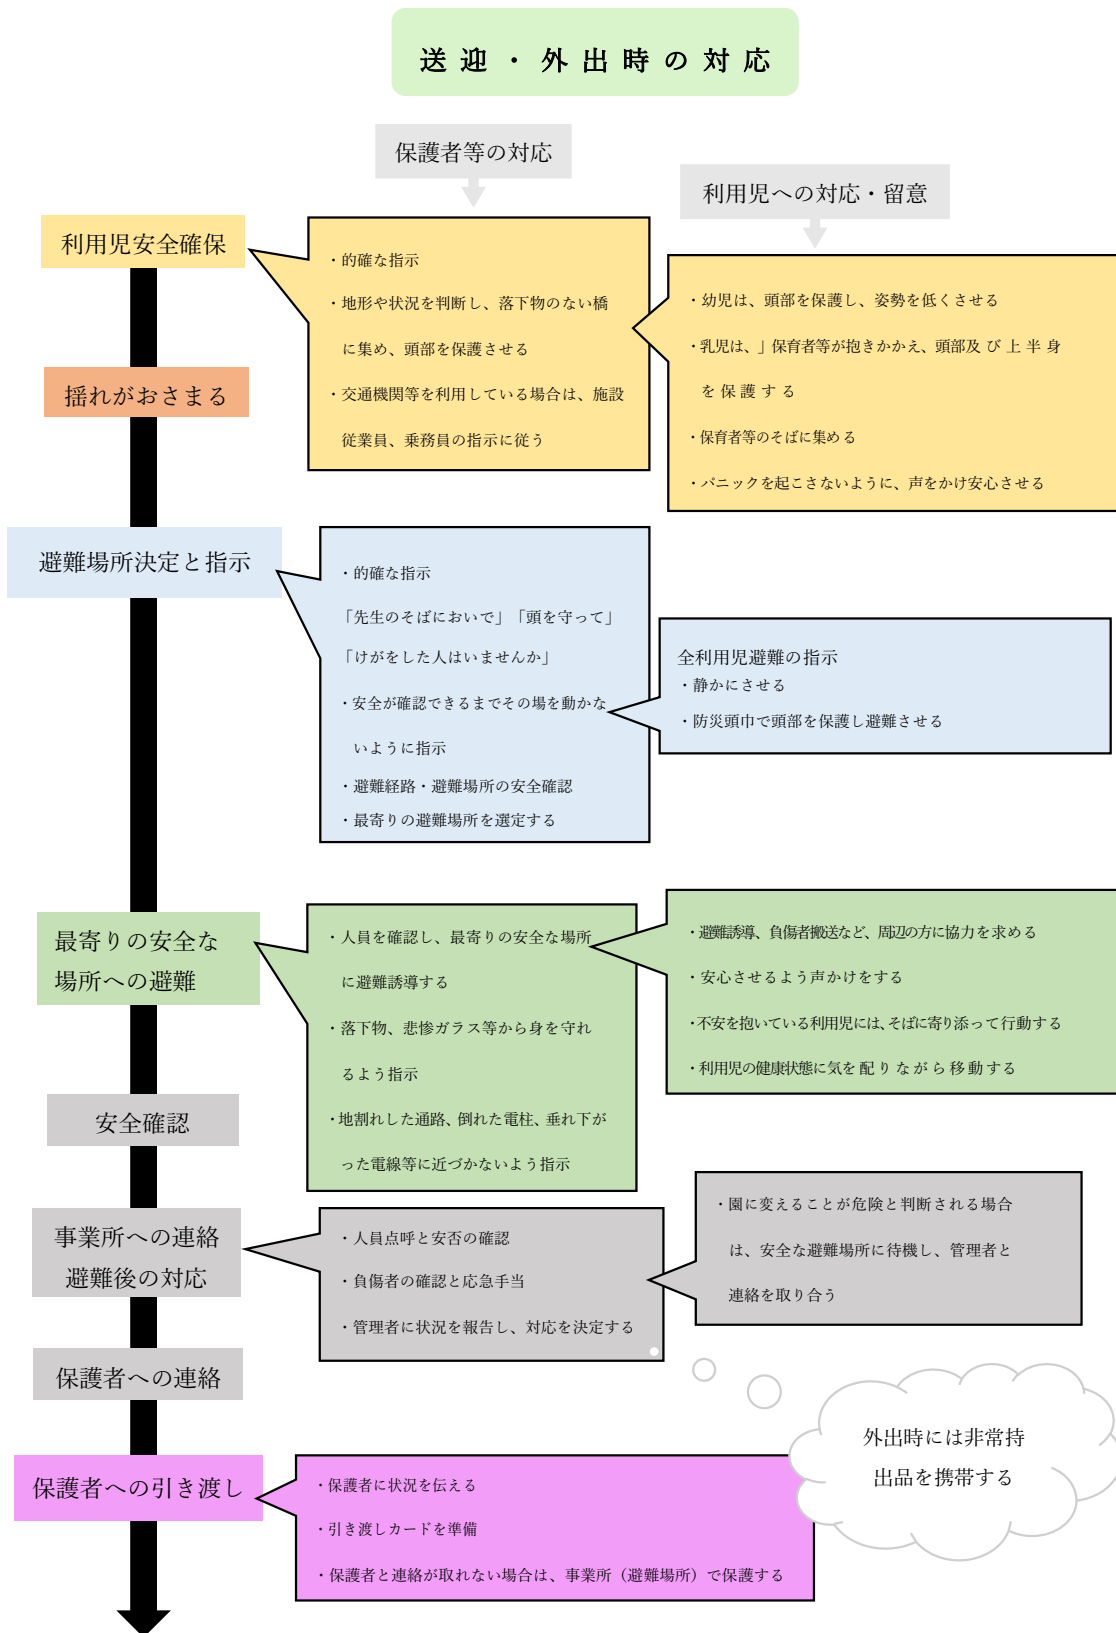 送迎・外出時の対応
保護者等の対応
利用児への対応・留意
利用児安全確保
・的確な指示
・地形や状況を判断し、落下物のない橋
に集め、頭部を保護させる
・交通機関等を利用している場合は、施設
従業員、乗務員の指示に従う
・幼児は、頭部を保護し、姿勢を低くさせる
・乳児は、」保育者等が抱きかかえ、頭部及び上半身
を保護する
・保育者等のそばに集める
・パニックを起こさないように、声をかけ安心させる
揺れがおさまる
避難場所決定と指示
・的確な指示
「先生のそばにおいで」「頭を守って」
「けがをした人はいませんか」
・安全が確認できるまでその場を動かな
いように指示
・避難経路・避難場所の安全確認
・最寄りの避難場所を選定する
全利用児避難の指示
・静かにさせる
・防災頭巾で頭部を保護し避難させる
最寄りの安全な
場所への避難
・人員を確認し、最寄りの安全な場所
に避難誘導する
・落下物、悲惨ガラス等から身を守れ
るよう指示
・地割れした通路、倒れた電柱、垂れ下が
った電線等に近づかないよう指示
・避難誘導、負傷者搬送など、周辺の方に協力を求める
・安心させるよう声かけをする
・不安を抱いている利用児には、そばに寄り添って行動する
・利用児の健康状態に気を配りながら移動する
安全確認
事業所への連絡
避難後の対応
・人員点呼と安否の確認
・負傷者の確認と応急手当
・管理者に状況を報告し、対応を決定する
・園に変えることが危険と判断される場合
は、安全な避難場所に待機し、管理者と
連絡を取り合う
保護者への連絡
外出時には非常持
出品を携帯する
保護者への引き渡し
・保護者に状況を伝える
・引き渡しカードを準備
・保護者と連絡が取れない場合は、事業所（避難場所）で保護する